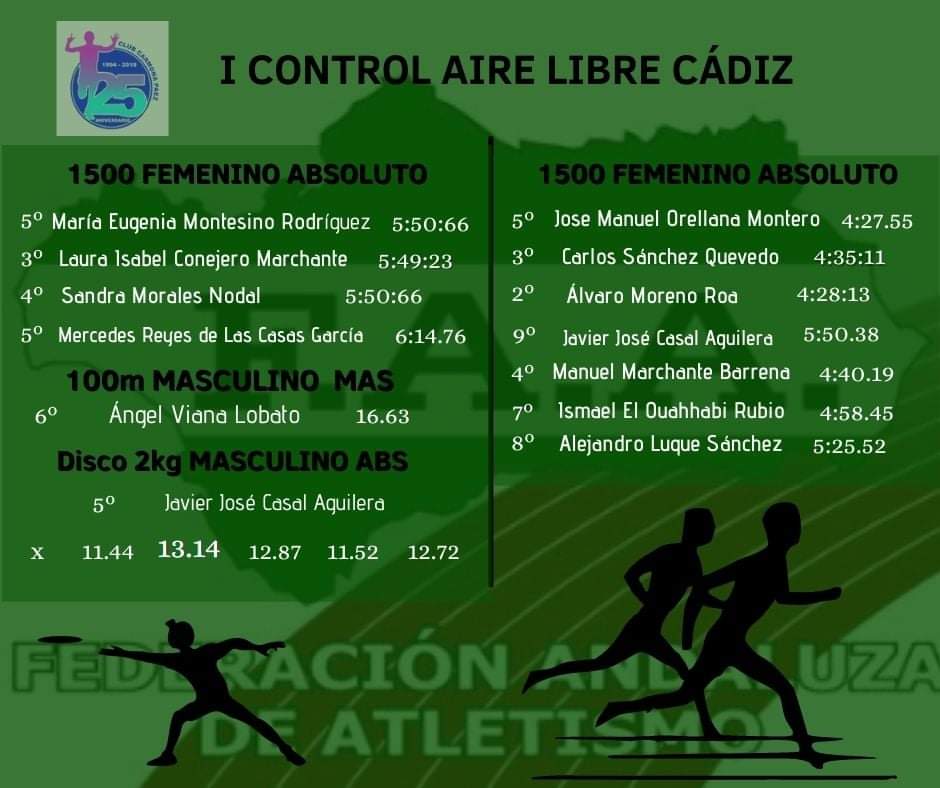 CLUB CARMONA PAEZ
1994 - 2019
25
ANIVERSARIO
I CONTROL AIRE LIBRE CÁDIZ
1500 FEMENINO ABSOLUTO
5º María Eugenia Montesino Rodríguez 5:50:66
3º Laura Isabel Conejero Marchante 5:49:23
4º Sandra Morales Nodal 5:50:66
5º Mercedes Reyes de Las Casas García 6:14.76
100m MASCULINO MAS
6º Ángel Viana Lobato 16.63
Disco 2kg MASCULINO ABS
5º Javier José Casal Aguilera
x 11.44 13.14 12.87 11.52 12.72
1500 FEMENINO ABSOLUTO
5º Jose Manuel Orellana Montero 4:27.55
3º Carlos Sánchez Quevedo 4:35:11
2º Álvaro Moreno Roa 4:28:13
9º Javier José Casal Aguilera 5:50.38
4º Manuel Marchante Barrena 4:40.19
7º Ismael El Ouahhabi Rubio 4:58.45
8º Alejandro Luque Sánchez 5:25.52
F.A.A.
FEDERACIÓN ANDALUZA
DE ATLETISMO